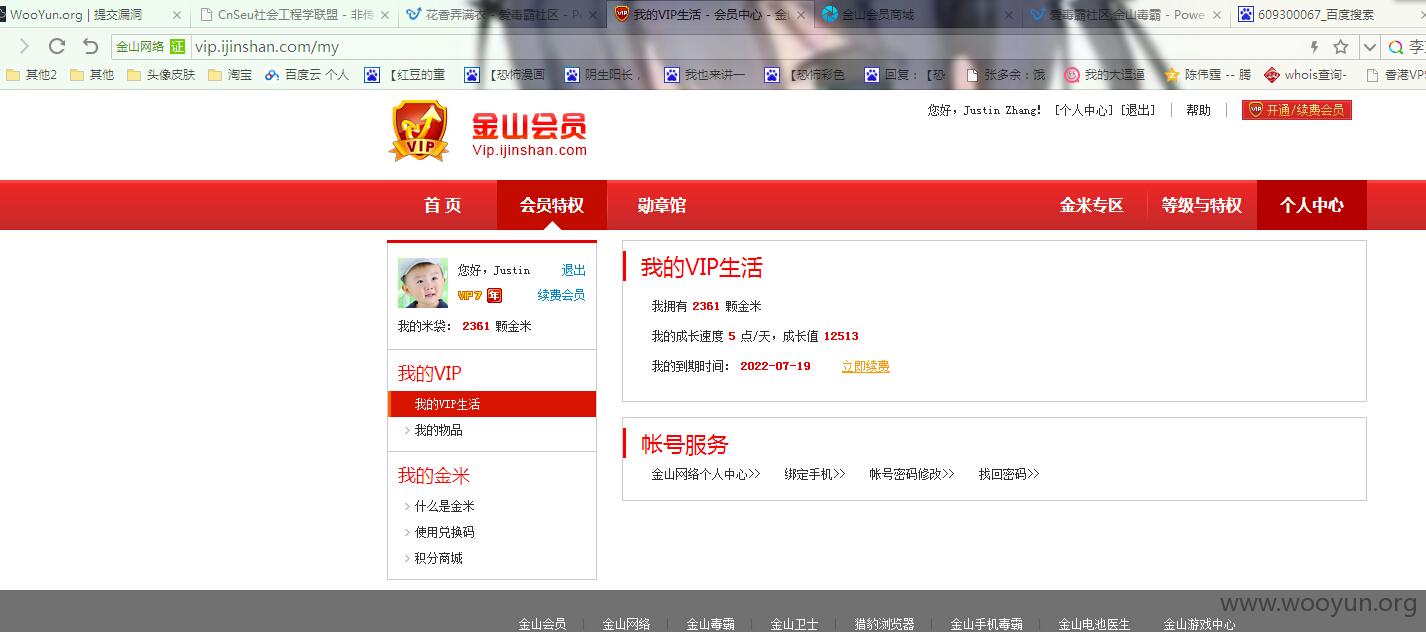 WooYun.org | 提交漏洞 × CnSeu社会工程学联盟 - 非传 × 花香弄满衣 - 爱毒霸社区 - P × 我的VIP生活 - 会员中心 - 金 × 金山会员商城 × 爱毒霸社区,金山毒霸 - Powe × 609300067_百度搜索
金山网络 证 vip.ijinshan.com/my 李
其他2 其他 头像皮肤 淘宝 百度云 个人 【红豆的童 【恐怖漫画 阴生阳长， 我也来讲一 【恐怖彩色 回复：【恐 张多余：饿 我的大逗逼 陈伟霆 -- 腾 whois查询- 香港VPS
VIP 金山会员
Vip.ijinshan.com
您好，Justin Zhang! [个人中心] [退出] | 帮助 | VIP 开通/续费会员
首 页 会员特权 勋章馆 金米专区 等级与特权 个人中心
您好，Justin 退出
VIP7 年 续费会员
我的米袋： 2361 颗金米
我的VIP
我的VIP生活
> 我的物品
我的金米
> 什么是金米
> 使用兑换码
> 积分商城
我的VIP生活
我拥有 2361 颗金米
我的成长速度 5 点/天，成长值 12513
我的到期时间： 2022-07-19 立即续费
帐号服务
金山网络个人中心>> 绑定手机>> 帐号密码修改>> 找回密码>>
www.wooyun.org
金山会员 | 金山网络 | 金山毒霸 | 金山卫士 | 猎豹浏览器 | 金山手机毒霸 | 金山电池医生 | 金山游戏中心